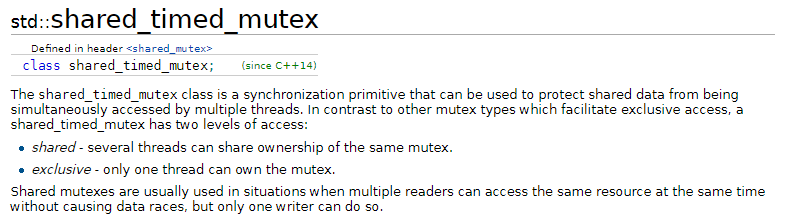 std::shared_timed_mutex
Defined in header <shared_mutex>
class shared_timed_mutex; (since C++14)
The shared_timed_mutex class is a synchronization primitive that can be used to protect shared data from being
simultaneously accessed by multiple threads. In contrast to other mutex types which facilitate exclusive access, a
shared_timed_mutex has two levels of access:
• shared - several threads can share ownership of the same mutex.
• exclusive - only one thread can own the mutex.
Shared mutexes are usually used in situations when multiple readers can access the same resource at the same time
without causing data races, but only one writer can do so.